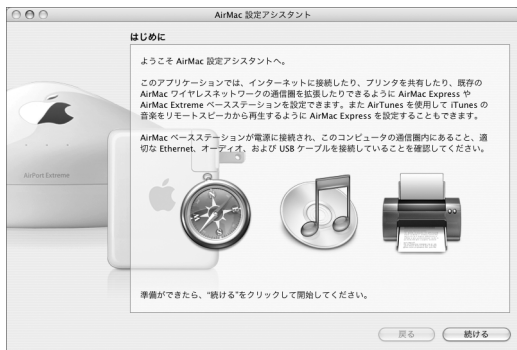 AirMac 設定アシスタント
はじめに
ようこそ AirMac 設定アシスタントへ。
このアプリケーションでは、インターネットに接続したり、プリンタを共有したり、既存の
AirMac ワイヤレスネットワークの通信圏を拡張したりできるように AirMac Express や
AirMac Extreme ベースステーションを設定できます。また AirTunes を使用して iTunes の
音楽をリモートスピーカから再生するように AirMac Express を設定することもできます。
AirMac ベースステーションが電源に接続され、このコンピュータの通信圏内にあること、適
切な Ethernet、オーディオ、および USB ケーブルを接続していることを確認してください。
AirPort Extreme
準備ができたら、“続ける”をクリックして開始してください。
戻る
続ける